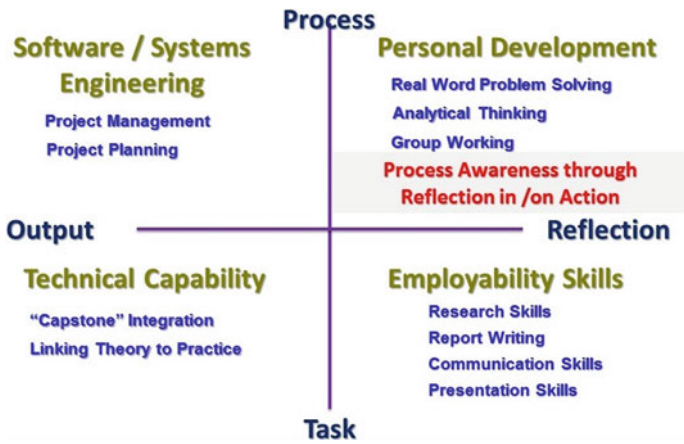 Process
Software / Systems
Engineering
Project Management
Project Planning
Personal Development
Real Word Problem Solving
Analytical Thinking
Group Working
Process Awareness through
Reflection in /on Action
Output
Reflection
Technical Capability
“Capstone” Integration
Linking Theory to Practice
Employability Skills
Research Skills
Report Writing
Communication Skills
Presentation Skills
Task